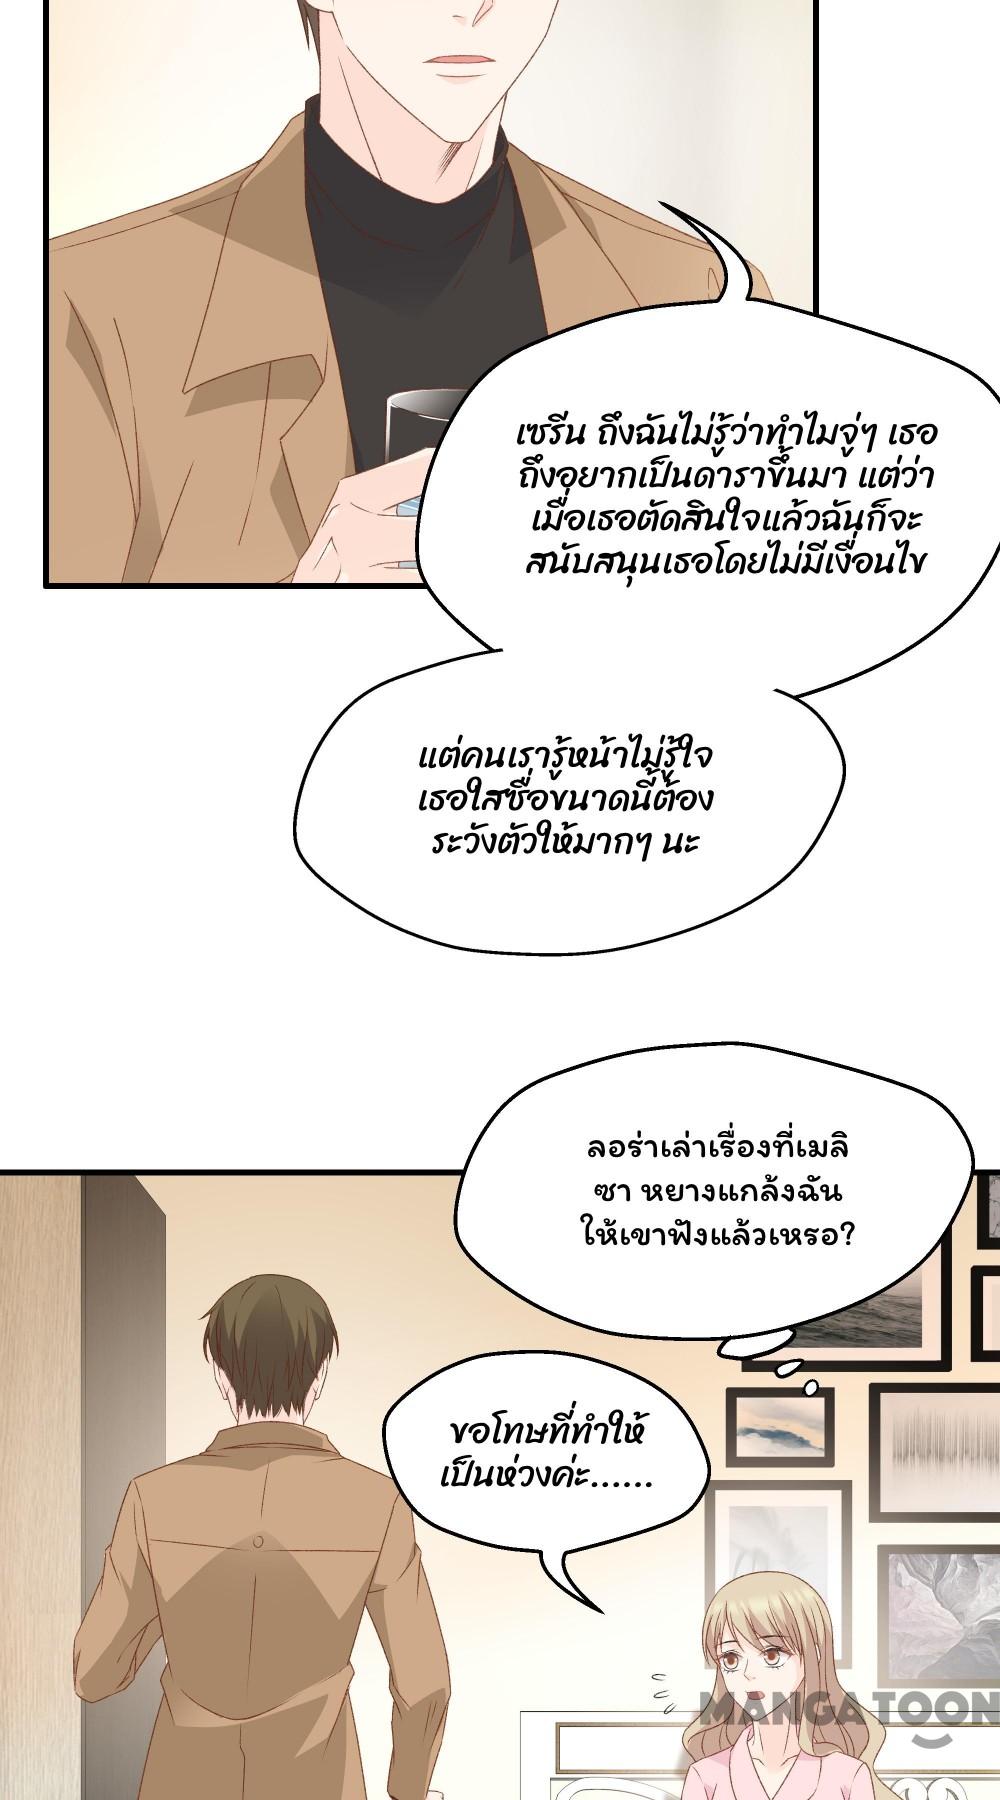 เซรีน ถึงฉันไม่รู้ว่าทำไมจู่ๆ เธอ
ถึงอยากเป็นดาราขึ้นมา แต่ว่า
เมื่อเธอตัดสินใจแล้วฉันก็จะ
สนับสนุนเธอโดยไม่มีเงื่อนไข
แต่คนเรารู้หน้าไม่รู้ใจ
เธอใสซื่อขนาดนี้ต้อง
ระวังตัวให้มากๆ นะ
ลอร่าเล่าเรื่องที่เมลิ
ซา หยางแกล้งฉัน
ให้เขาฟังแล้วเหรอ?
ขอโทษที่ทำให้
เป็นห่วงค่ะ......
MANGATOON